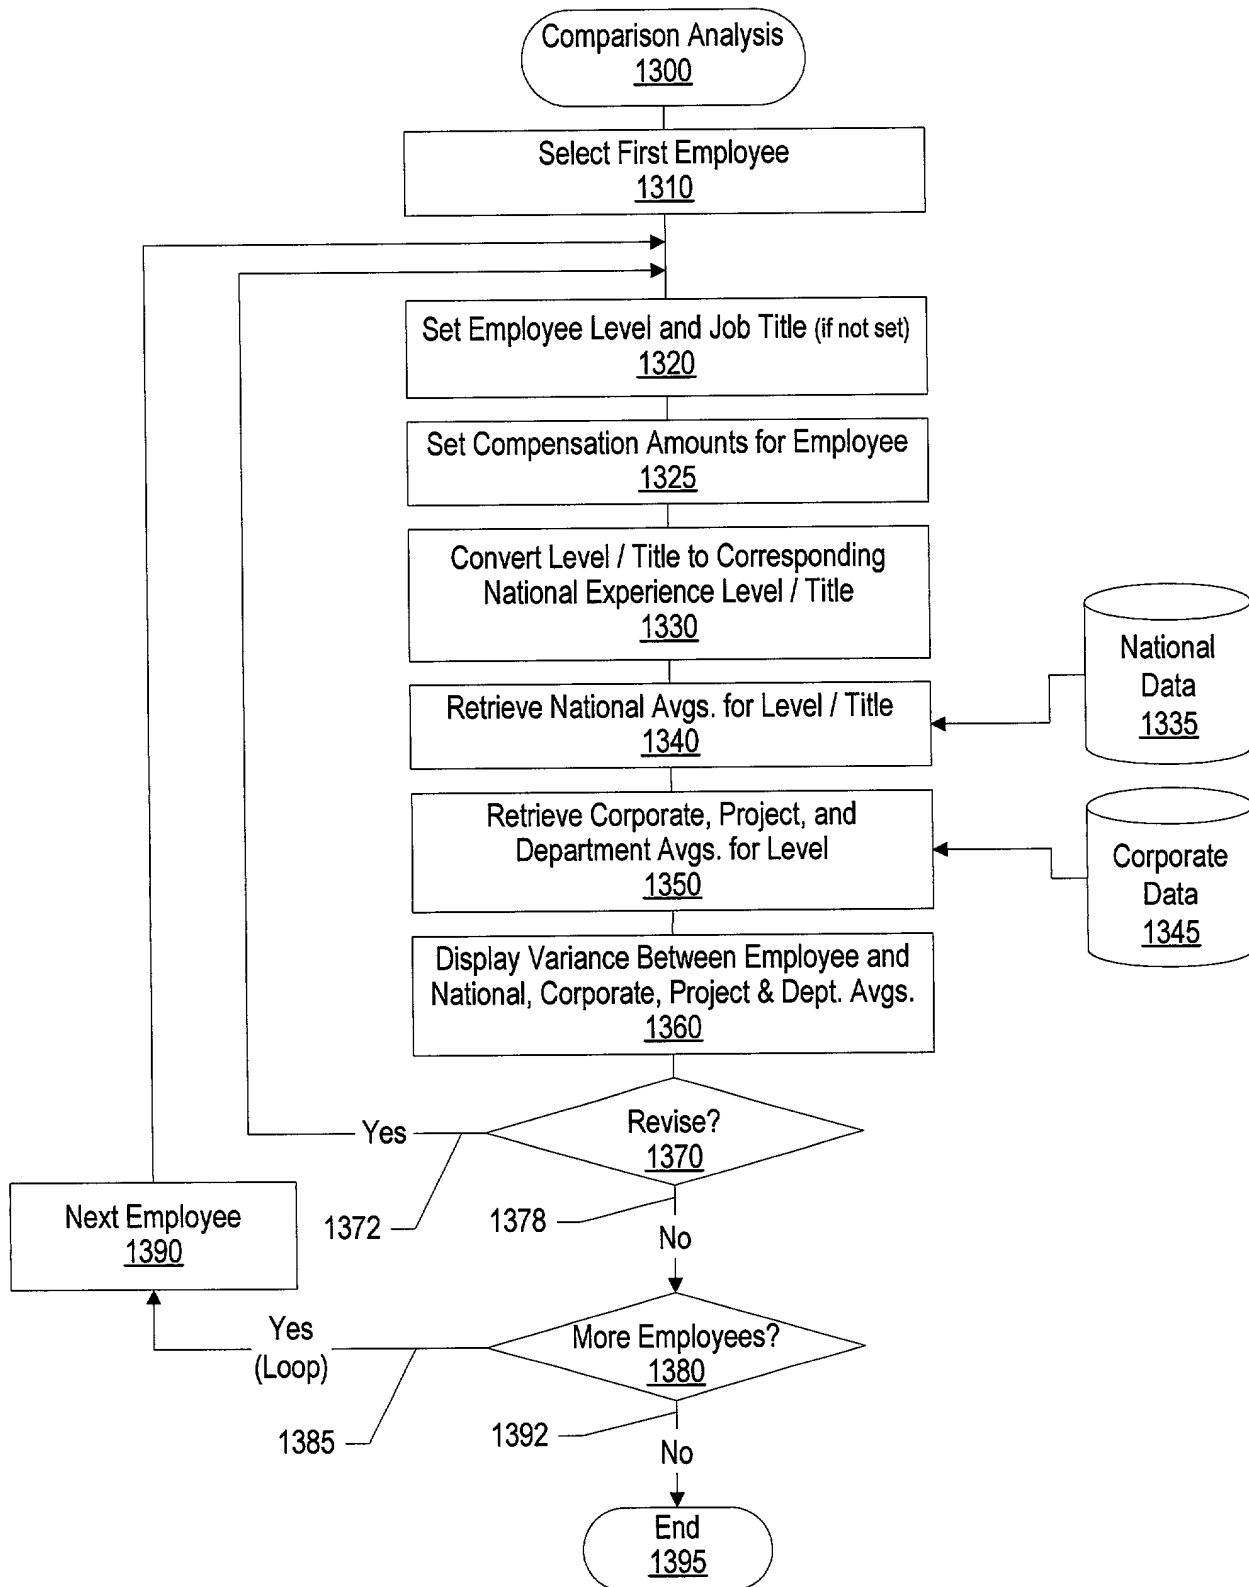 Comparison Analysis
1300
Select First Employee
1310
Set Employee Level and Job Title (if not set)
1320
Set Compensation Amounts for Employee
1325
Convert Level / Title to Corresponding
National Experience Level / Title
1330
National
Data
1335
Retrieve National Avgs. for Level / Title
1340
Retrieve Corporate, Project, and
Department Avgs. for Level
1350
Corporate
Data
1345
Display Variance Between Employee and
National, Corporate, Project & Dept. Avgs.
1360
Revise?
1370
Yes
1372
1378
No
Next Employee
1390
More Employees?
1380
Yes
(Loop)
1385
1392
No
End
1395